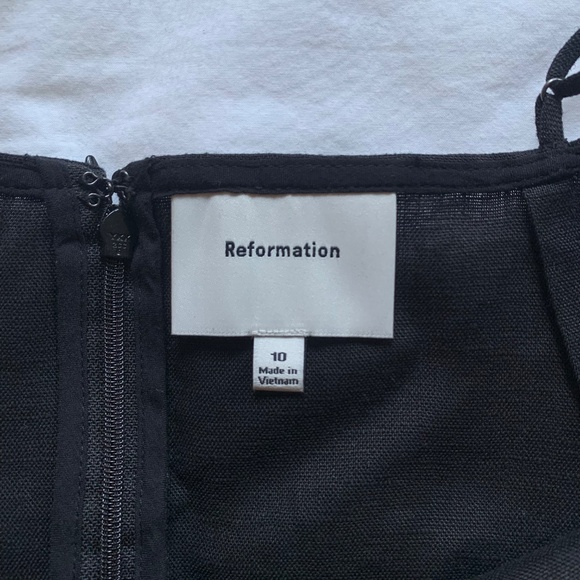 Reformation
10
Made in
Vietnam